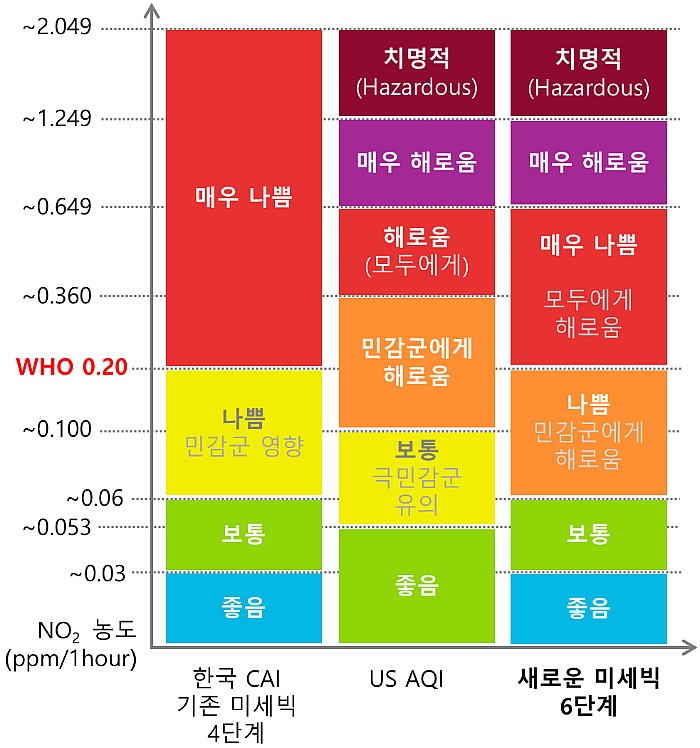 ~2.049
~1.249
~0.649
~0.360
WHO 0.20
~0.100
~0.06
~0.053
~0.03
NO₂ 농도
(ppm/1hour)
매우 나쁨
나쁨
민감군 영향
보통
좋음
한국 CAI
기존 미세빅
4단계
치명적
(Hazardous)
매우 해로움
해로움
(모두에게)
민감군에게
해로움
보통
극민감군
유의
좋음
US AQI
치명적
(Hazardous)
매우 해로움
매우 나쁨
모두에게
해로움
나쁨
민감군에게
해로움
보통
좋음
새로운 미세빅
6단계